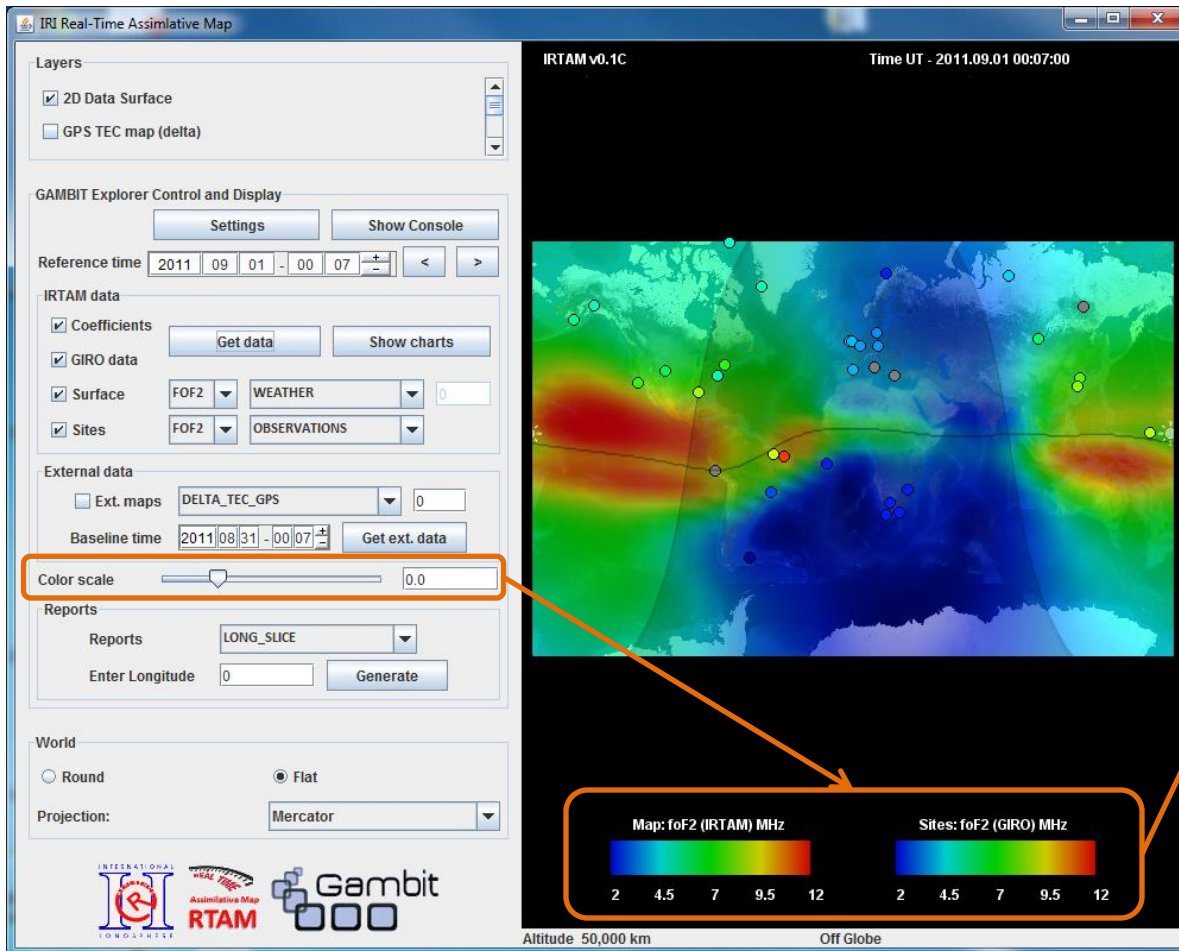 IRI Real-Time Assimlative Map
Layers
2D Data Surface
GPS TEC map (delta)
GAMBIT Explorer Control and Display
Settings Show Console
Reference time 2011 09 01 - 00 07 + - < >
IRTAM data
Coefficients
Get data Show charts
GIRO data
Surface FOF2 WEATHER 0
Sites FOF2 OBSERVATIONS
External data
Ext. maps DELTA_TEC_GPS 0
Baseline time 2011 08 31 - 00 07 + - Get ext. data
Color scale 0.0
Reports
Reports LONG_SLICE
Enter Longitude 0 Generate
World
Round Flat
Projection: Mercator
INTERNATIONAL
IRI
IONOSPHERE
REAL TIME
Assimilative Map
RTAM
Gambit
IRTAM v0.1C Time UT - 2011.09.01 00:07:00
Map: foF2 (IRTAM) MHz Sites: foF2 (GIRO) MHz
2 4.5 7 9.5 12 2 4.5 7 9.5 12
Altitude 50,000 km Off Globe